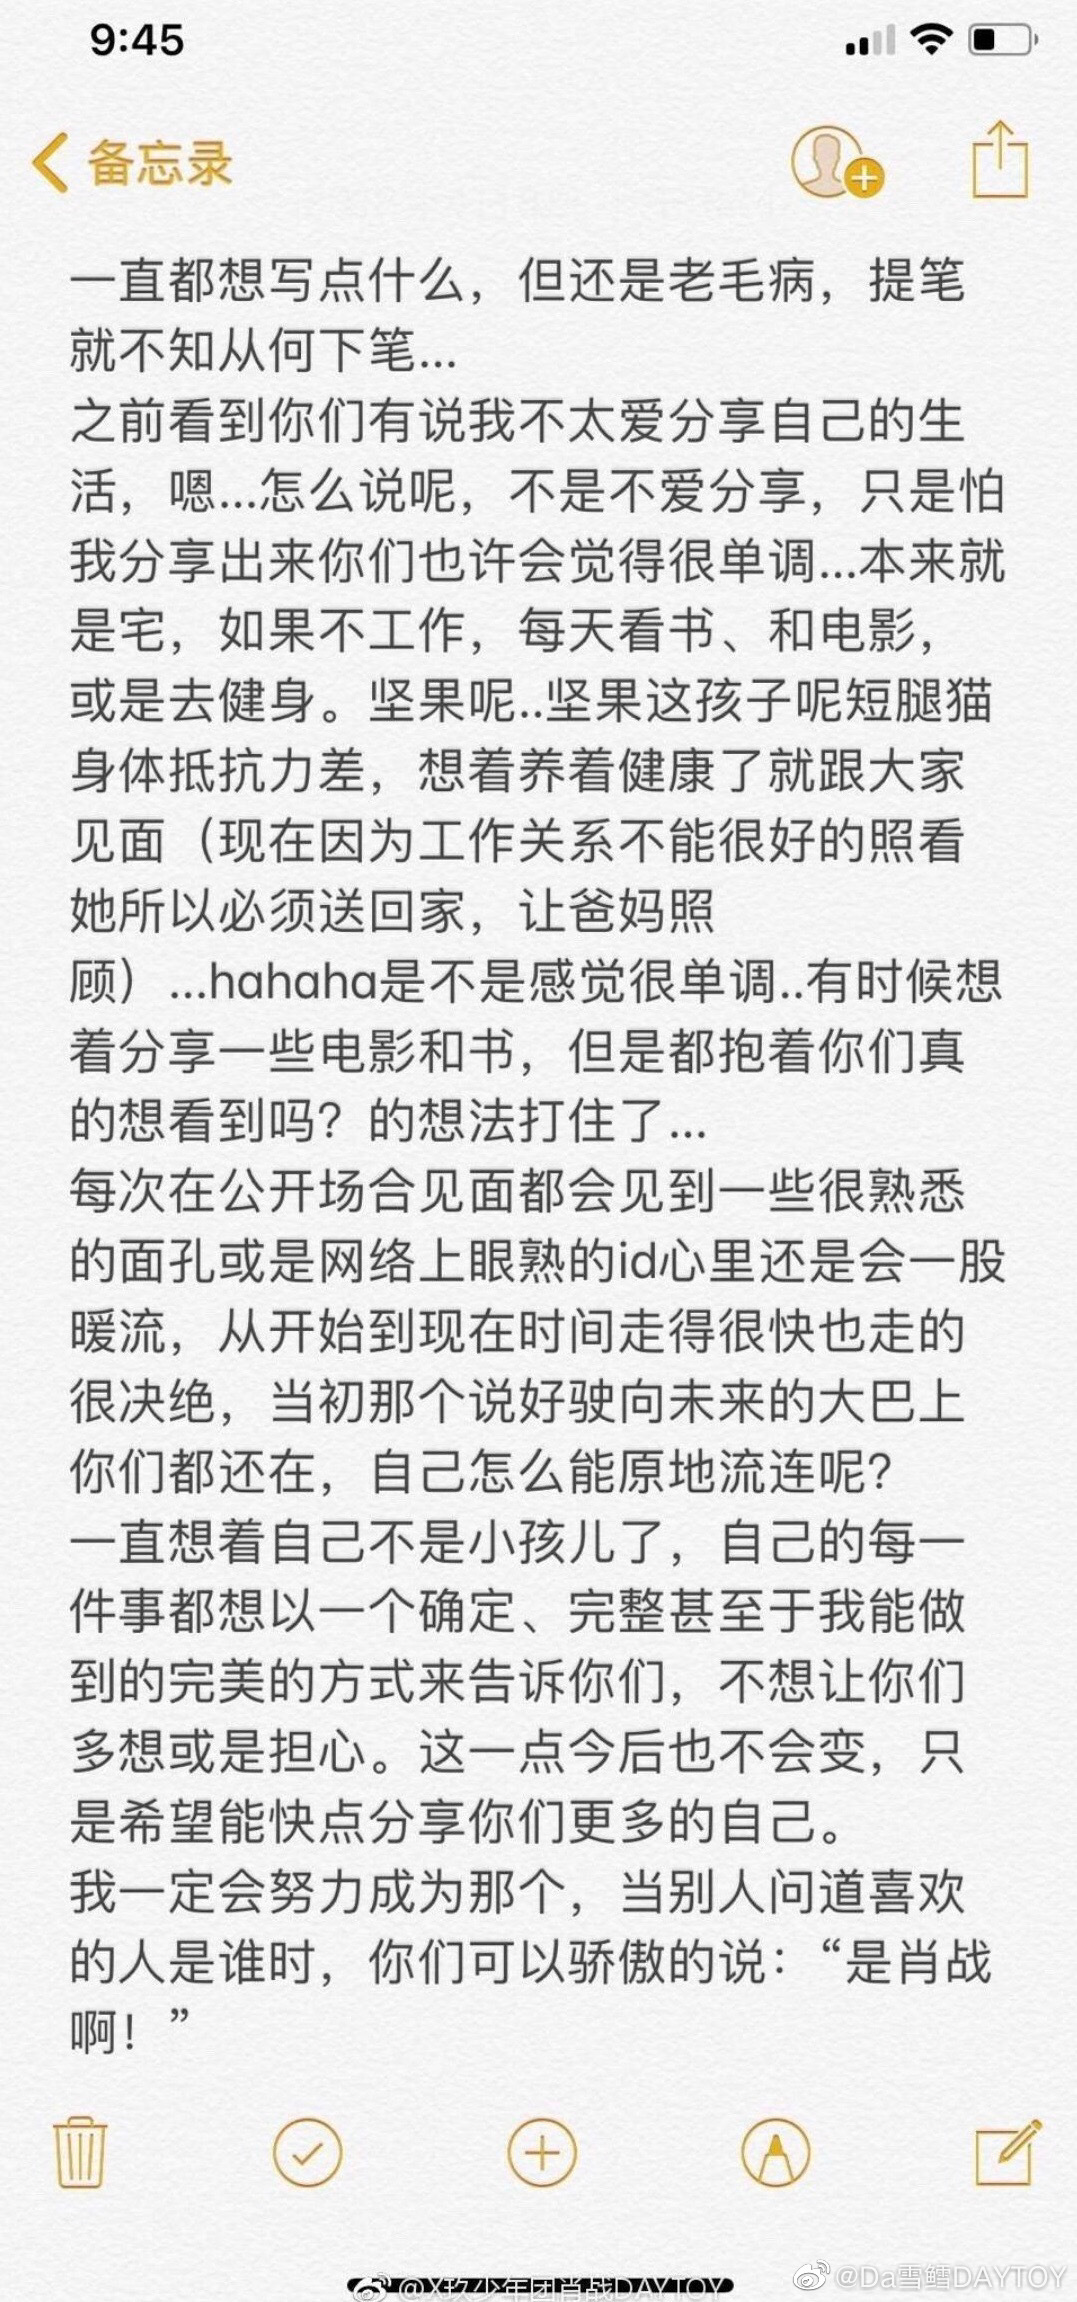 9:45
备忘录
一直都想写点什么，但还是老毛病，提笔
就不知从何下笔...
之前看到你们有说我不太爱分享自己的生
活，嗯...怎么说呢，不是不爱分享，只是怕
我分享出来你们也许会觉得很单调...本来就
是宅，如果不工作，每天看书、和电影，
或是去健身。坚果呢..坚果这孩子呢短腿猫
身体抵抗力差，想着养着健康了就跟大家
见面（现在因为工作关系不能很好的照看
她所以必须送回家，让爸妈照
顾）...hahaha是不是感觉很单调..有时候想
着分享一些电影和书，但是都抱着你们真
的想看到吗？的想法打住了...
每次在公开场合见面都会见到一些很熟悉
的面孔或是网络上眼熟的id心里还是会一股
暖流，从开始到现在时间走得很快也走的
很决绝，当初那个说好驶向未来的大巴上
你们都还在，自己怎么能原地流连呢？
一直想着自己不是小孩儿了，自己的每一
件事都想以一个确定、完整甚至于我能做
到的完美的方式来告诉你们，不想让你们
多想或是担心。这一点今后也不会变，只
是希望能快点分享你们更多的自己。
我一定会努力成为那个，当别人问道喜欢
的人是谁时，你们可以骄傲的说：“是肖战
啊！”
@X玖少年团肖战DAYTOY
@Da雪鳕DAYTOY